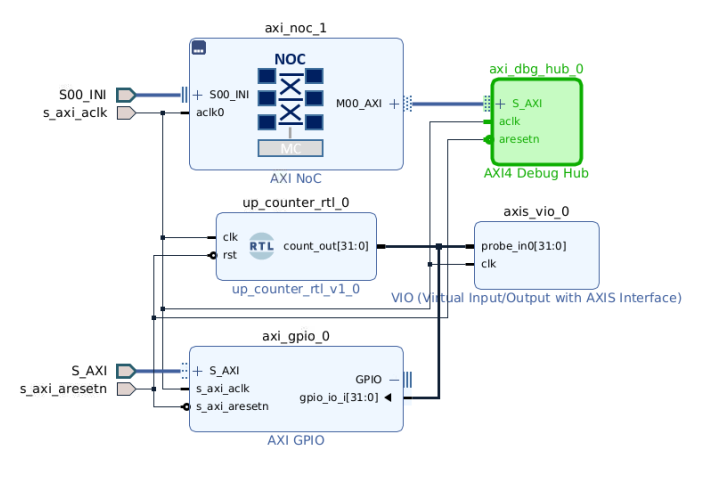 axi_noc_1
NOC
S00_INI
S00_INI
aclk0
M00_AXI
s_axi_aclk
MC
AXI NoC
axi_dbg_hub_0
S_AXI
aclk
aresetn
AXI4 Debug Hub
up_counter_rtl_0
clk
rst
RTL
count_out[31:0]
up_counter_rtl_v1_0
axis_vio_0
probe_in0[31:0]
clk
VIO (Virtual Input/Output with AXIS Interface)
axi_gpio_0
S_AXI
s_axi_aresetn
S_AXI
s_axi_aclk
s_axi_aresetn
GPIO
gpio_io_i[31:0]
AXI GPIO